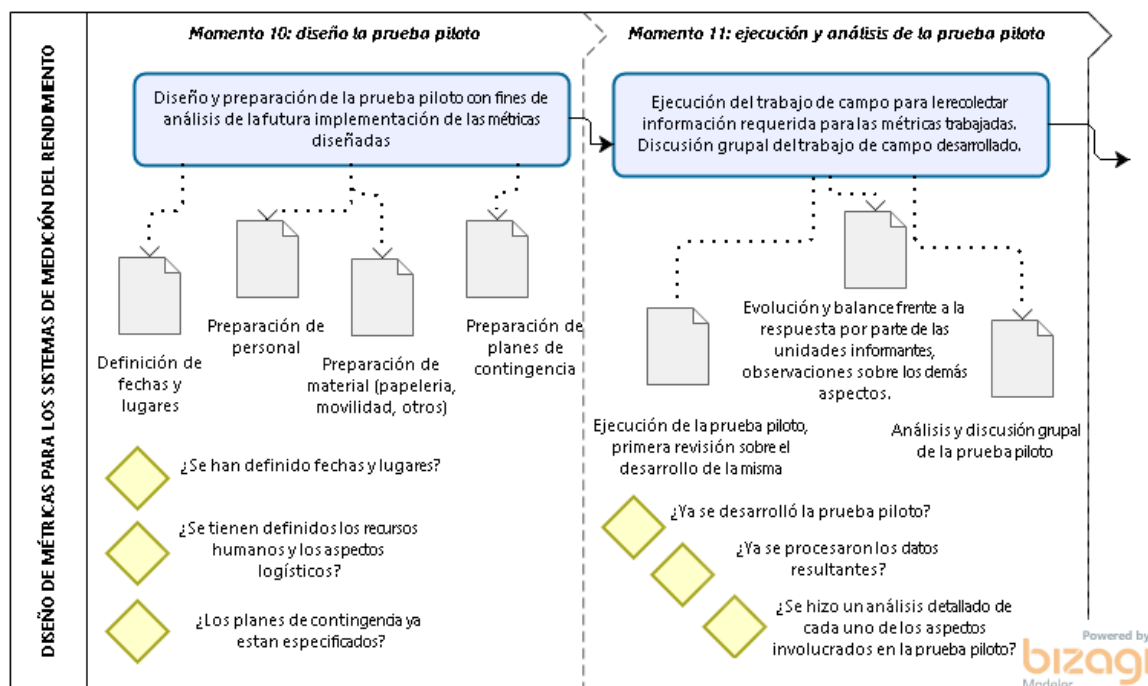 DISEÑO DE MÉTRICAS PARA LOS SISTEMAS DE MEDICIÓN DEL RENDIMIENTO
Momento 10: diseño la prueba piloto
Diseño y preparación de la prueba piloto con fines de
análisis de la futura implementación de las métricas
diseñadas
Definición de
fechas y
lugares
Preparación de
personal
Preparación de
material (papeleria,
movilidad, otros)
Preparación de
planes de
contingencia
¿Se han definido fechas y lugares?
¿Se tienen definidos los recursos
humanos y los aspectos
logísticos?
¿Los planes de contingencia ya
estan especificados?
Momento 11: ejecución y análisis de la prueba piloto
Ejecución del trabajo de campo para lerecolectar
información requerida para las métricas trabajadas.
Discusión grupal del trabajo de campo desarrollado.
Ejecución de la prueba piloto,
primera revisión sobre el
desarrollo de la misma
Evolución y balance frente a la
respuesta por parte de las
unidades informantes,
observaciones sobre los demás
aspectos.
Análisis y discusión grupal
de la prueba piloto
¿Ya se desarrolló la prueba piloto?
¿Ya se procesaron los datos
resultantes?
¿Se hizo un análisis detallado de
cada uno de los aspectos
involucrados en la prueba piloto?
Powered by
bizagi
Modeler